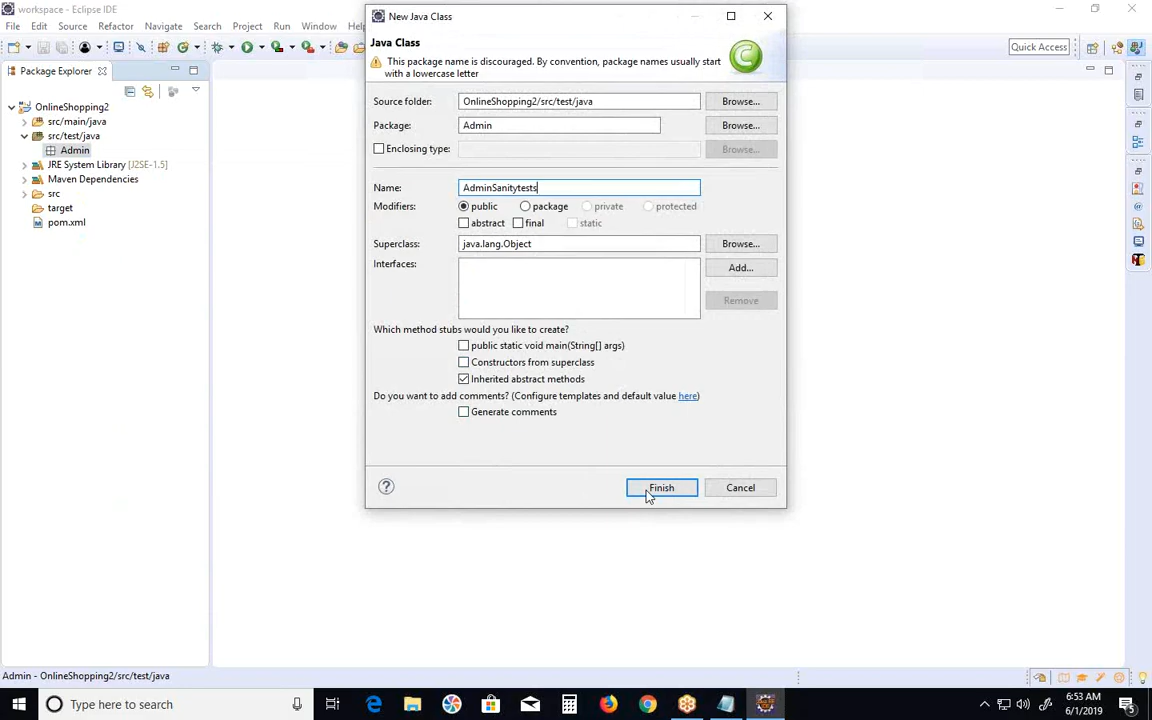 workspace - Eclipse IDE
File Edit Source Refactor Navigate Search Project Run Window Help
Quick Access
Package Explorer
OnlineShopping2
src/main/java
src/test/java
Admin
JRE System Library [J2SE-1.5]
Maven Dependencies
src
target
pom.xml
New Java Class
Java Class
This package name is discouraged. By convention, package names usually start
with a lowercase letter
Source folder: OnlineShopping2/src/test/java Browse...
Package: Admin Browse...
Enclosing type: Browse...
Name: AdminSanitytests
Modifiers: public package private protected
abstract final static
Superclass: java.lang.Object Browse...
Interfaces: Add...
Remove
Which method stubs would you like to create?
public static void main(String[] args)
Constructors from superclass
Inherited abstract methods
Do you want to add comments? (Configure templates and default value here)
Generate comments
Finish Cancel
Admin - OnlineShopping2/src/test/java
Type here to search
6:53 AM
6/1/2019
5